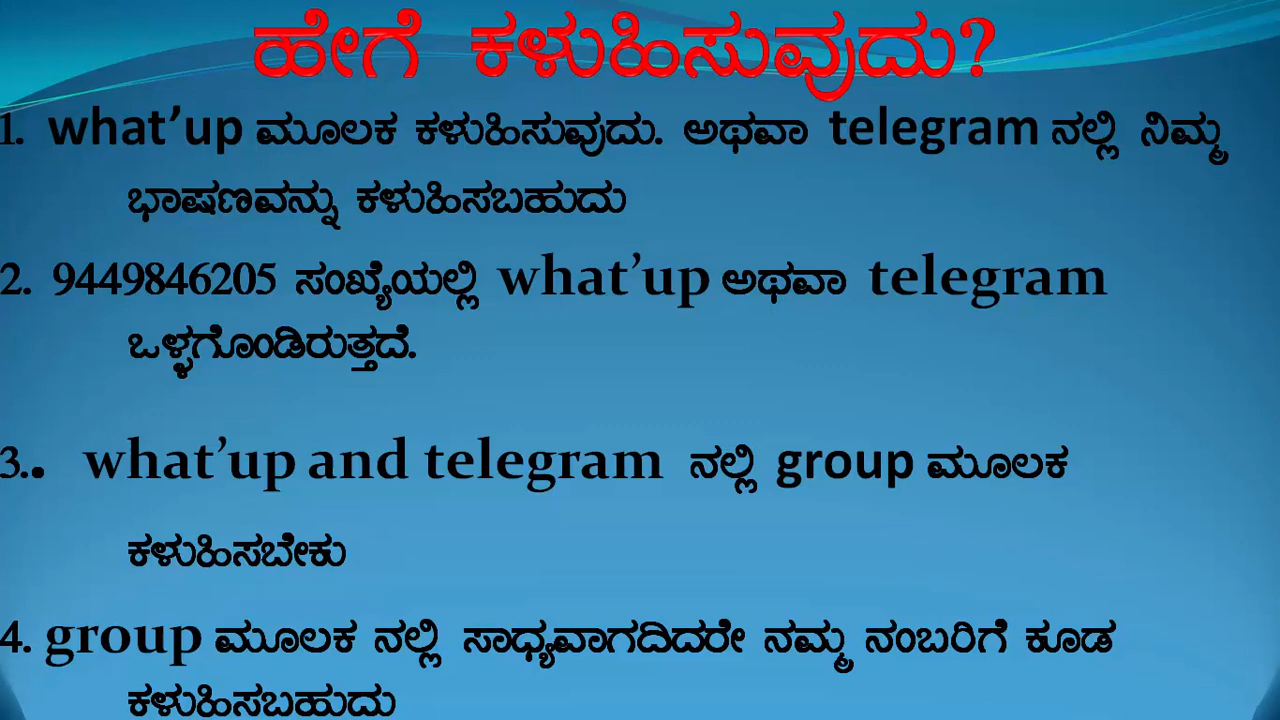 ಹೇಗೆ ಕಳುಹಿಸುವುದು?
1. what’up ಮೂಲಕ ಕಳುಹಿಸುವುದು. ಅಥವಾ telegram ನಲ್ಲಿ ನಿಮ್ಮ
ಭಾಷಣವನ್ನು ಕಳುಹಿಸಬಹುದು
2. 9449846205 ಸಂಖ್ಯೆಯಲ್ಲಿ what’up ಅಥವಾ telegram
ಒಳ್ಳಗೊಂಡಿರುತ್ತದೆ.
3.. what’up and telegram ನಲ್ಲಿ group ಮೂಲಕ
ಕಳುಹಿಸಬೇಕು
4. group ಮೂಲಕ ನಲ್ಲಿ ಸಾಧ್ಯವಾಗದಿದರೇ ನಮ್ಮ ನಂಬರಿಗೆ ಕೂಡ
ಕಳುಹಿಸಬಹುದು